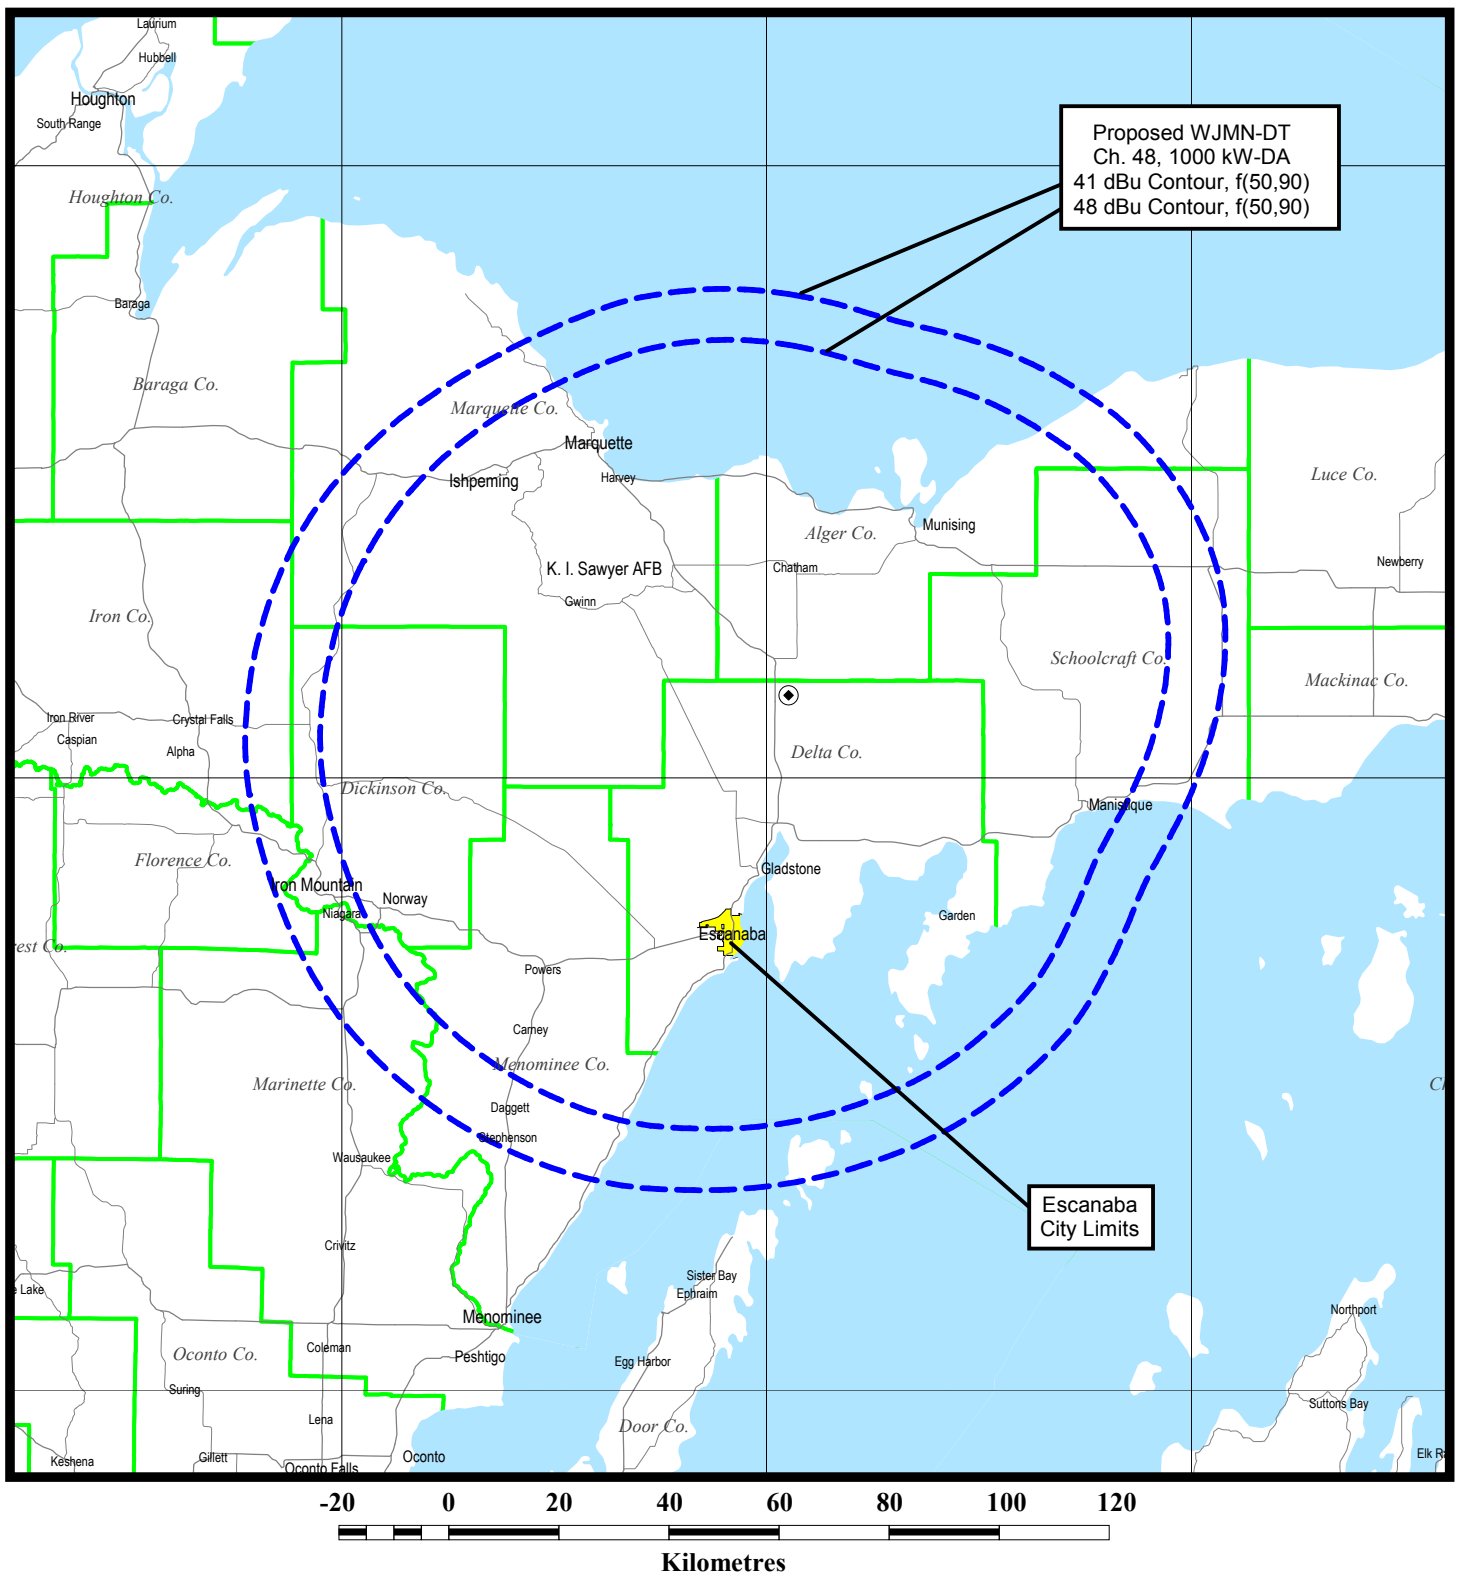 Laurium
Hubbell
Houghton
South Range
Proposed WJMN-DT
Ch. 48, 1000 kW-DA
41 dBu Contour, f(50,90)
48 dBu Contour, f(50,90)
Houghton Co.
Baraga
Baraga Co.
Marquette Co.
Marquette
Ishpeming
Harvey
Luce Co.
Alger Co.
Munising
K. I. Sawyer AFB
Chatham
Newberry
Gwinn
Iron Co.
Schoolcraft Co.
Mackinac Co.
Iron River
Crystal Falls
Caspian
Alpha
Delta Co.
Dickinson Co.
Manistique
Florence Co.
Gladstone
Iron Mountain
Norway
Niagara
Garden
Escanaba
rest Co.
Powers
Carney
Menominee Co.
Marinette Co.
Daggett
Stephenson
Wausaukee
Escanaba
City Limits
Crivitz
Sister Bay
Ephraim
e Lake
Northport
Menominee
Coleman
Oconto Co.
Peshtigo
Egg Harbor
Suring
Suttons Bay
Lena
Door Co.
Keshena
Gillett
Oconto
Oconto Falls
Elk Ra
-20 0 20 40 60 80 100 120
Kilometres